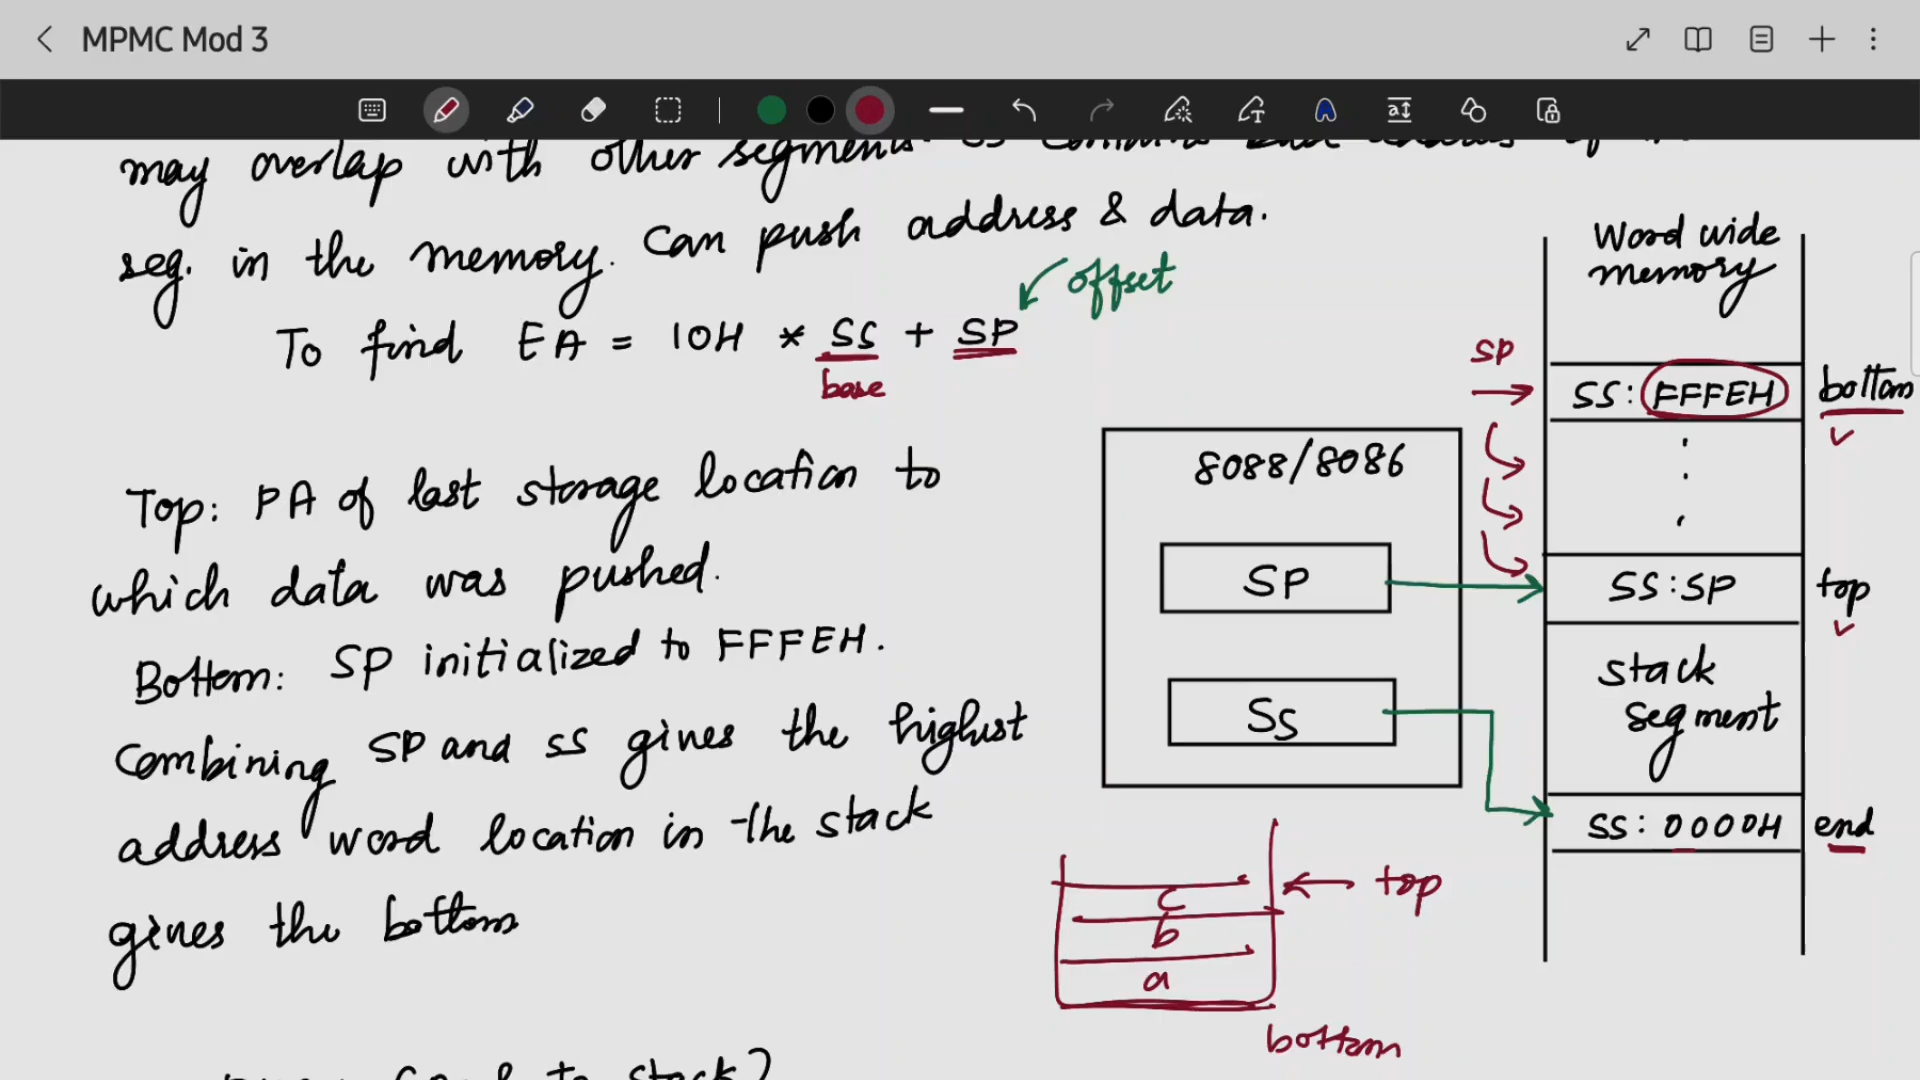 MPMC Mod 3
may overlap with other segments. SS contains
seg. in the memory. Can push address & data.
offset
To find EA = 10H * SS + SP
base
Top: PA of last storage location to
which data was pushed.
Bottom: SP initialized to FFFEH.
Combining SP and SS gives the highest
address word location in the stack
gives the bottom
to stack?
8088/8086
SP
SS
Word wide
memory
SP
SS: FFFEH
bottom
SS:SP
top
stack
segment
SS: 0000H
end
c
b
a
top
bottom